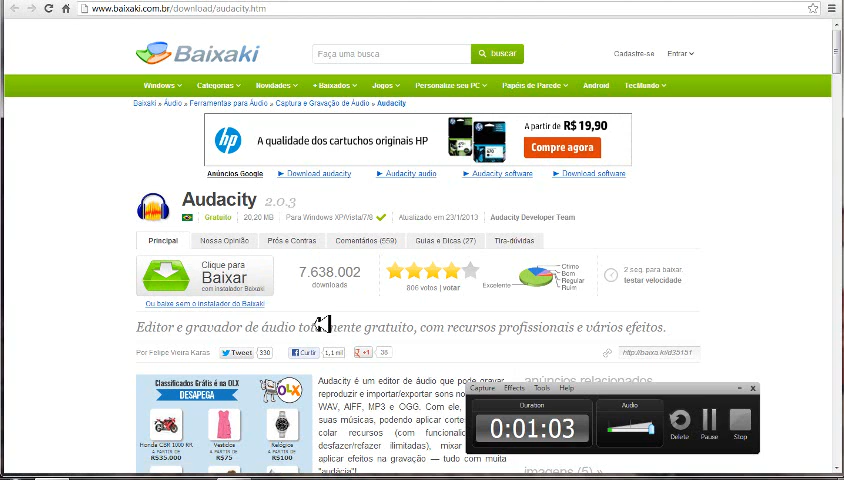 www.baixaki.com.br/download/audacity.htm
Baixaki
Faça uma busca
buscar
Cadastre-se
Entrar
Windows
Categorias
Novidades
+ Baixados
Jogos
Personalize seu PC
Papéis de Parede
Android
TecMundo
Baixaki » Áudio » Ferramentas para Áudio » Captura e Gravação de Áudio » Audacity
hp
A qualidade dos cartuchos originais HP
A partir de R$ 19,90
Compre agora
Anúncios Google
Download audacity
Audacity audio
Audacity software
Download software
Audacity 2.0.3
Gratuito
20,20 MB
Para Windows XP/Vista/7/8
Atualizado em 23/1/2013
Audacity Developer Team
Principal
Nossa Opinião
Prós e Contras
Comentários (559)
Guias e Dicas (27)
Tira-dúvidas
Clique para
Baixar
com instalador Baixaki
Ou baixe sem o instalador do Baixaki
7.638.002
downloads
806 votos | votar
Excelente
Ótimo
Bom
Regular
Ruim
2 seg. para baixar.
testar velocidade
Editor e gravador de áudio totalmente gratuito, com recursos profissionais e vários efeitos.
Por Felipe Vieira Karas
Tweet
330
Curtir
1,1 mil
+1
38
Classificados Grátis é na OLX
DESAPEGA
OLX
Honda CBR 1000 RR
A PARTIR DE
R$35.000
Vestidos
A PARTIR DE
R$75
Relógios
A PARTIR DE
R$100
Audacity é um editor de áudio que pode gravar,
reproduzir e importar/exportar sons no
WAV, AIFF, MP3 e OGG. Com ele,
suas músicas, podendo aplicar corte
colar recursos (com funcional
desfazer/refazer ilimitadas), mixar
aplicar efeitos na gravação — tudo com muita
"audácia"!
anúncios relacionados
imagens (5) »
Capture
Effects
Tools
Help
Duration
0:01:03
Audio
Delete
Pause
Stop